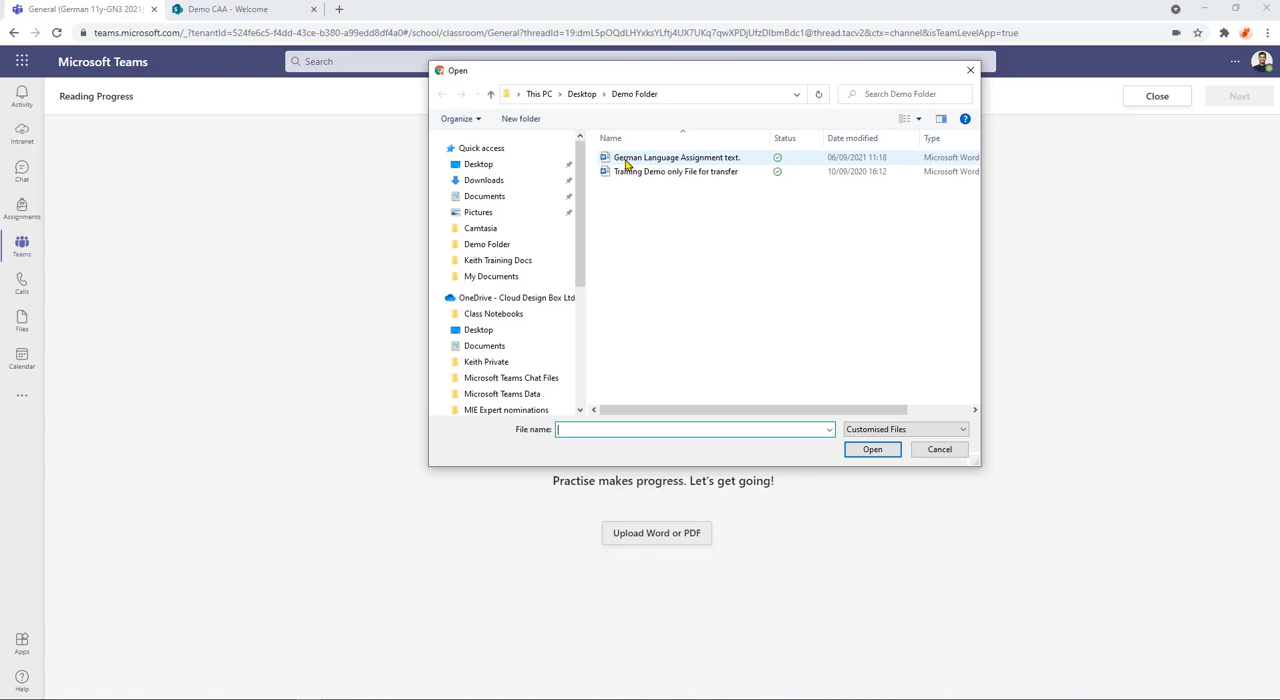 General (German 11y-GN3 2021)
Demo CAA - Welcome
teams.microsoft.com/_?tenantId=524fe6c5-f4dd-43ce-b380-a99edd8df4a0#/school/classroom/General?threadId=19:dmL5pOQdLHYxksYLftj4UX7UKq7qwXPDjUfzDlbmBdc1@thread.tacv2&ctx=channel&isTeamLevelApp=true
Microsoft Teams
Search
Reading Progress
Close
Next
Activity
Intranet
Chat
Assignments
Teams
Calls
Files
Calendar
Apps
Help
Open
This PC > Desktop > Demo Folder
Search Demo Folder
Organize
New folder
Name
Status
Date modified
Type
German Language Assignment text.
06/09/2021 11:18
Microsoft Word
Training Demo only File for transfer
10/09/2020 16:12
Microsoft Word
Quick access
Desktop
Downloads
Documents
Pictures
Camtasia
Demo Folder
Keith Training Docs
My Documents
OneDrive - Cloud Design Box Ltd
Class Notebooks
Desktop
Documents
Keith Private
Microsoft Teams Chat Files
Microsoft Teams Data
MIE Expert nominations
File name:
Customised Files
Open
Cancel
Practise makes progress. Let's get going!
Upload Word or PDF